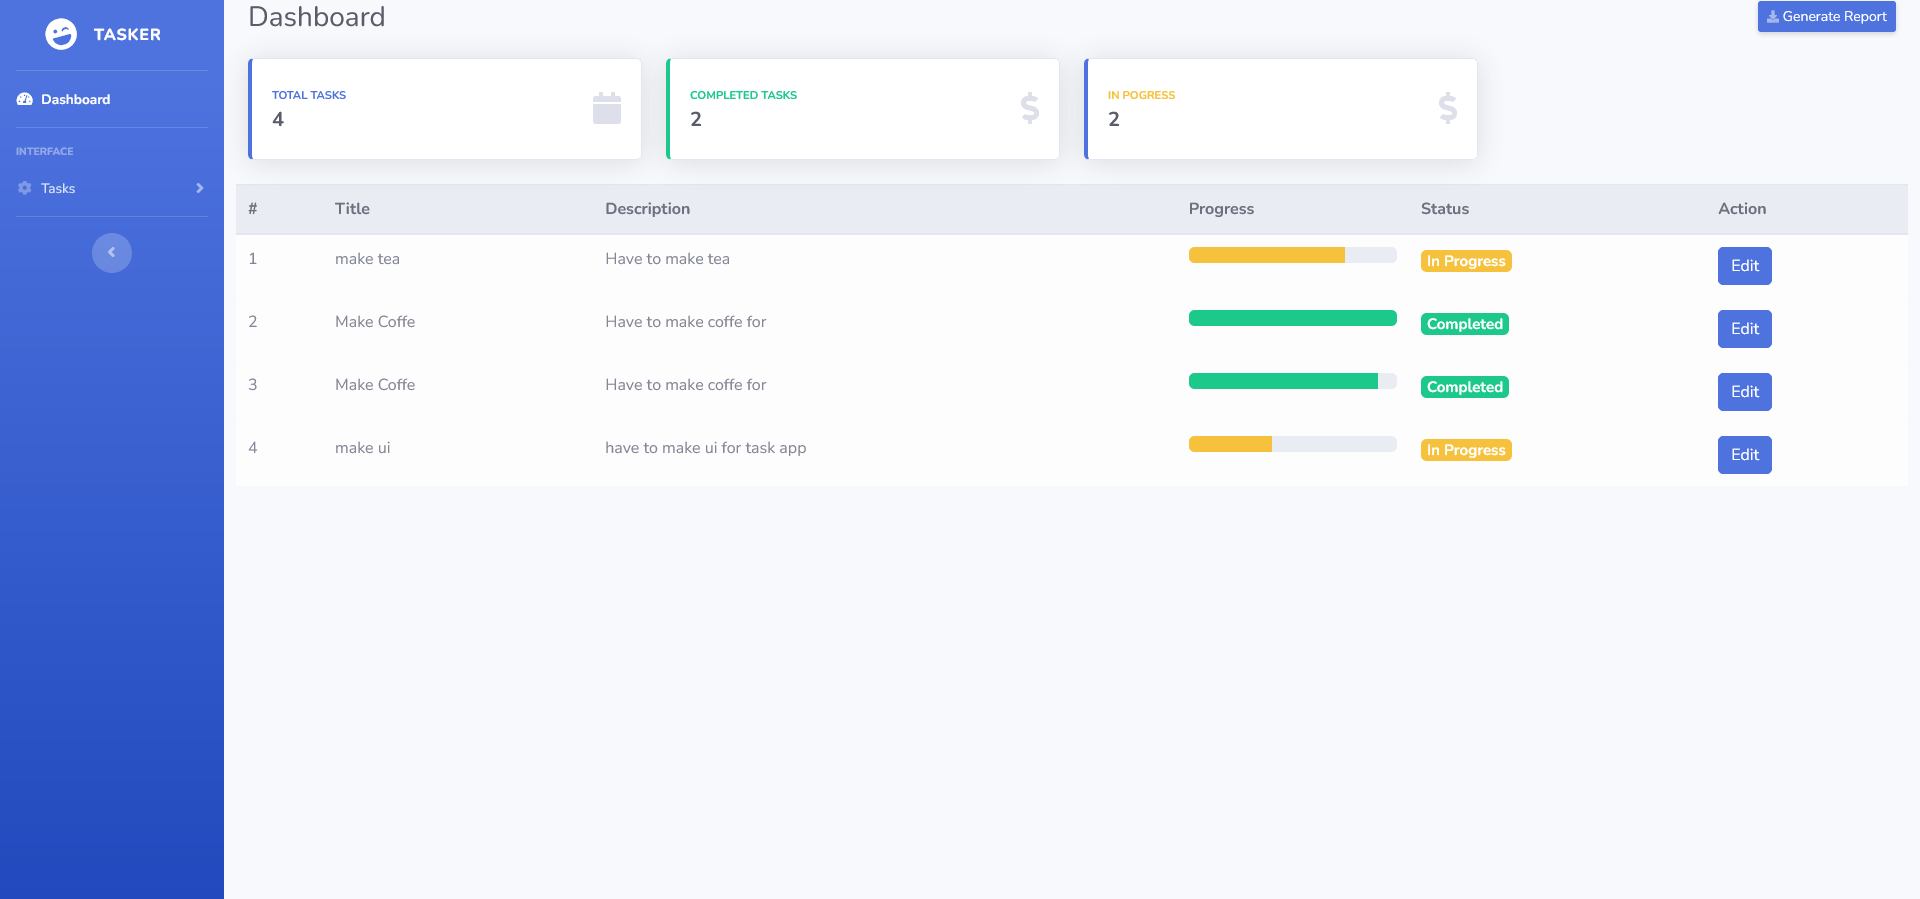 TASKER
Dashboard
INTERFACE
Tasks
Dashboard
Generate Report
TOTAL TASKS
4
COMPLETED TASKS
2
IN POGRESS
2
# Title Description Progress Status Action
1 make tea Have to make tea In Progress Edit
2 Make Coffe Have to make coffe for Completed Edit
3 Make Coffe Have to make coffe for Completed Edit
4 make ui have to make ui for task app In Progress Edit